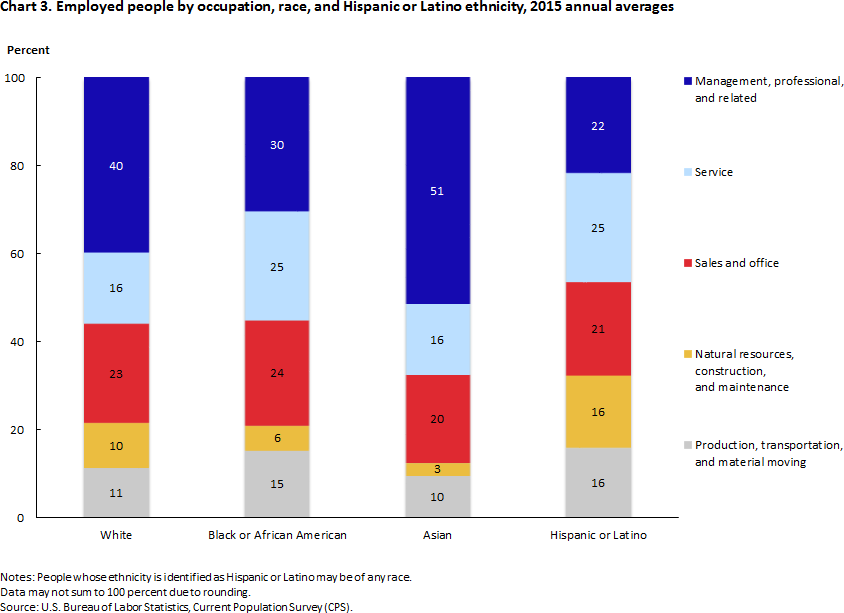 Chart 3. Employed people by occupation, race, and Hispanic or Latino ethnicity, 2015 annual averages
Percent
100
80
60
40
20
0
40
16
23
10
11
30
25
24
6
15
51
16
20
3
10
22
25
21
16
16
White
Black or African American
Asian
Hispanic or Latino
Management, professional,
and related
Service
Sales and office
Natural resources,
construction,
and maintenance
Production, transportation,
and material moving
Notes: People whose ethnicity is identified as Hispanic or Latino may be of any race.
Data may not sum to 100 percent due to rounding.
Source: U.S. Bureau of Labor Statistics, Current Population Survey (CPS).